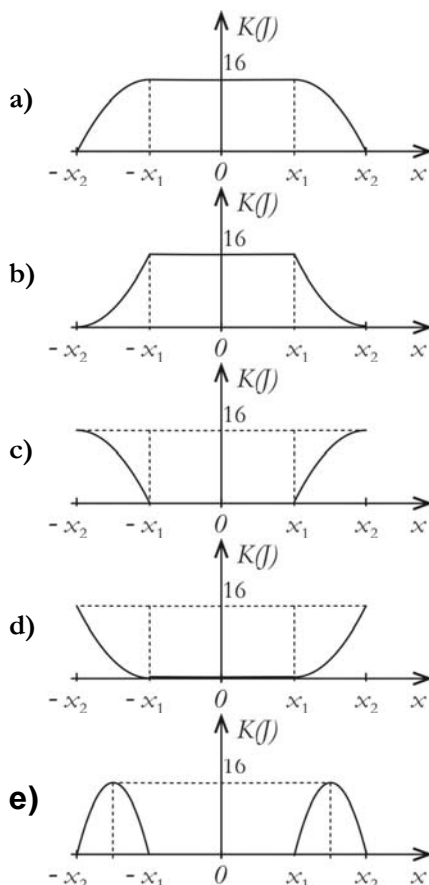 K(J)
16
a)
- x₂ - x₁ 0 x₁ x₂ x
K(J)
16
b)
- x₂ - x₁ 0 x₁ x₂ x
K(J)
16
c)
- x₂ - x₁ 0 x₁ x₂ x
K(J)
16
d)
- x₂ - x₁ 0 x₁ x₂ x
K(J)
16
e)
- x₂ - x₁ 0 x₁ x₂ x